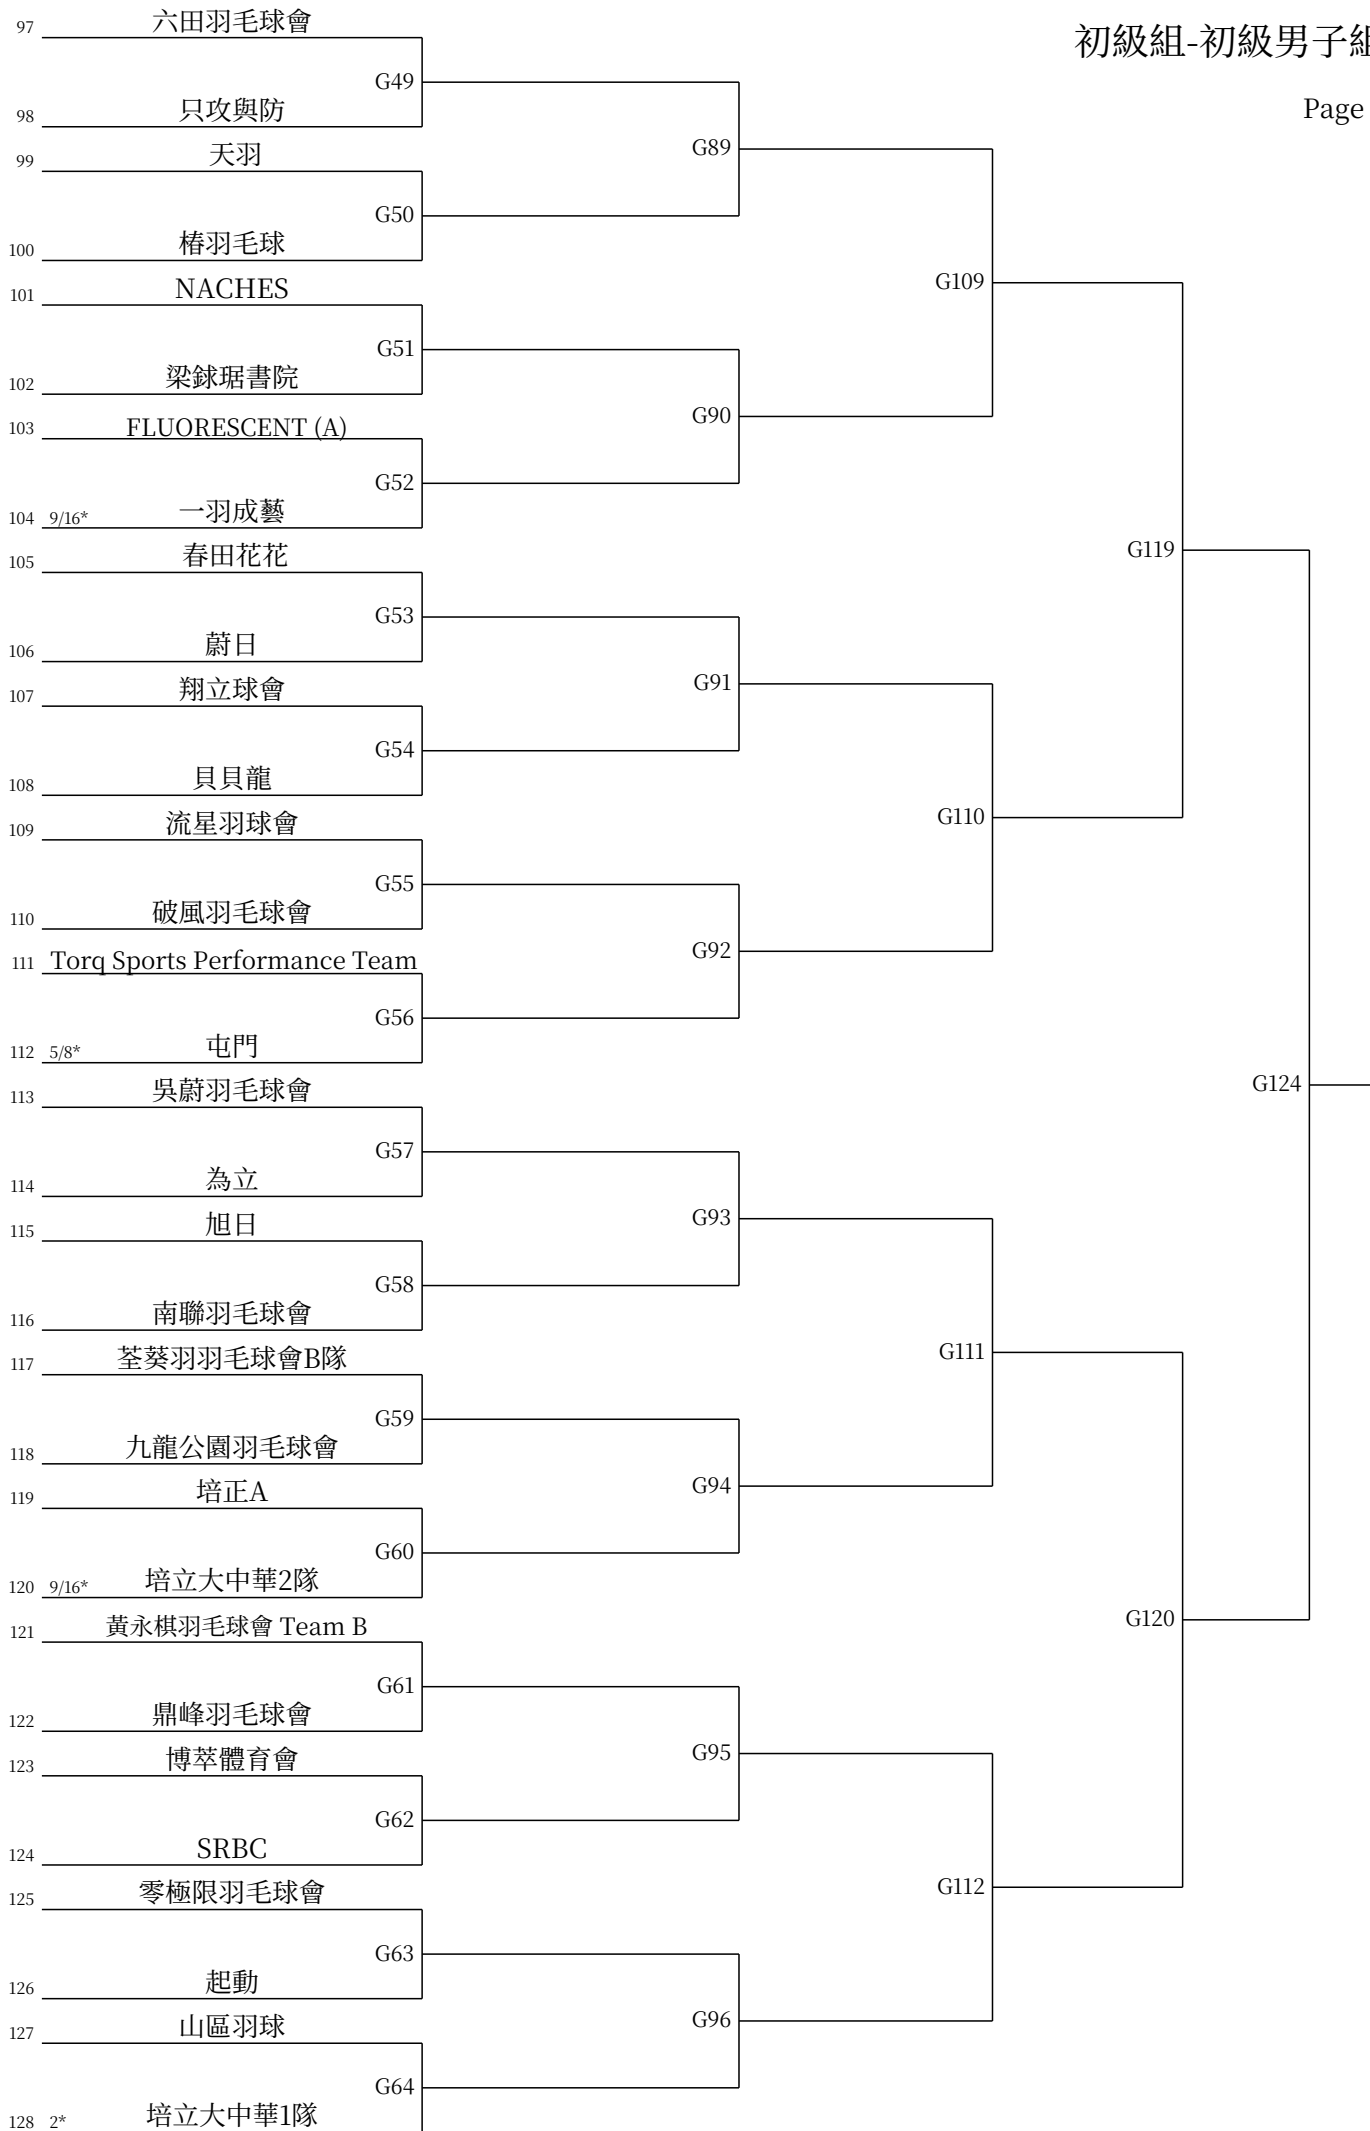 初級組-初級男子組
Page
97 六田羽毛球會
G49
98 只攻與防
99 天羽
G89
G50
100 椿羽毛球
101 NACHES
G109
G51
102 梁銶琚書院
103 FLUORESCENT (A)
G90
G52
104 9/16* 一羽成藝
105 春田花花
G119
G53
106 蔚日
107 翔立球會
G91
G54
108 貝貝龍
109 流星羽球會
G110
G55
110 破風羽毛球會
111 Torq Sports Performance Team
G92
G56
112 5/8* 屯門
113 吳蔚羽毛球會
G124
G57
114 為立
115 旭日
G93
G58
116 南聯羽毛球會
117 荃葵羽羽毛球會B隊
G111
G59
118 九龍公園羽毛球會
119 培正A
G94
G60
120 9/16* 培立大中華2隊
121 黃永棋羽毛球會 Team B
G120
G61
122 鼎峰羽毛球會
123 博萃體育會
G95
G62
124 SRBC
125 零極限羽毛球會
G112
G63
126 起動
127 山區羽球
G96
G64
128 2* 培立大中華1隊